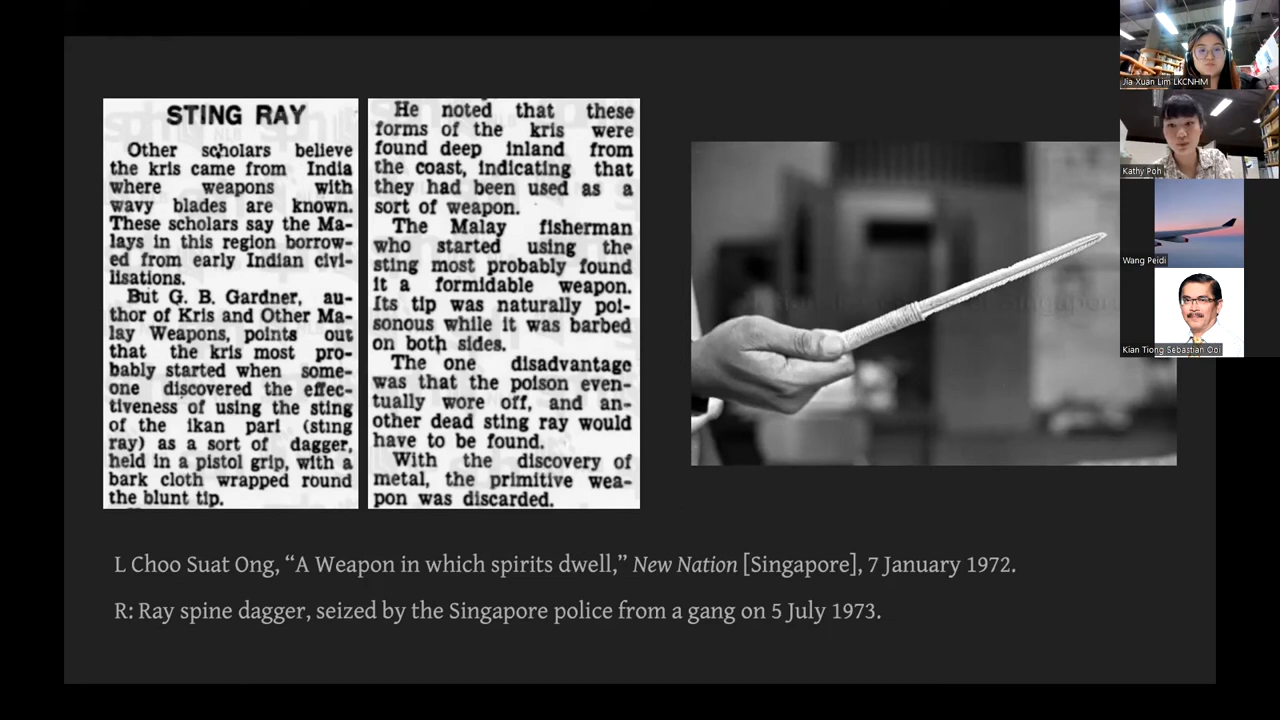 STING RAY
Other scholars believe
the kris came from India
where weapons with
wavy blades are known.
These scholars say the Ma-
lays in this region borrow-
ed from early Indian civi-
lisations.
But G. B. Gardner, au-
thor of Kris and Other Ma-
lay Weapons, points out
that the kris most pro-
bably started when some-
one discovered the effec-
tiveness of using the sting
of the ikan pari (sting
ray) as a sort of dagger,
held in a pistol grip, with a
bark cloth wrapped round
the blunt tip.
He noted that these
forms of the kris were
found deep inland from
the coast, indicating that
they had been used as a
sort of weapon.
The Malay fisherman
who started using the
sting most probably found
it a formidable weapon.
Its tip was naturally poi-
sonous while it was barbed
on both sides.
The one disadvantage
was that the poison even-
tually wore off, and an-
other dead sting ray would
have to be found.
With the discovery of
metal, the primitive wea-
pon was discarded.
L Choo Suat Ong, “A Weapon in which spirits dwell,” New Nation [Singapore], 7 January 1972.
R: Ray spine dagger, seized by the Singapore police from a gang on 5 July 1973.
Jia Xuan Lim LKCNHM
Kathy Poh
Wang Peidi
Kian Tiong Sebastian Ooi